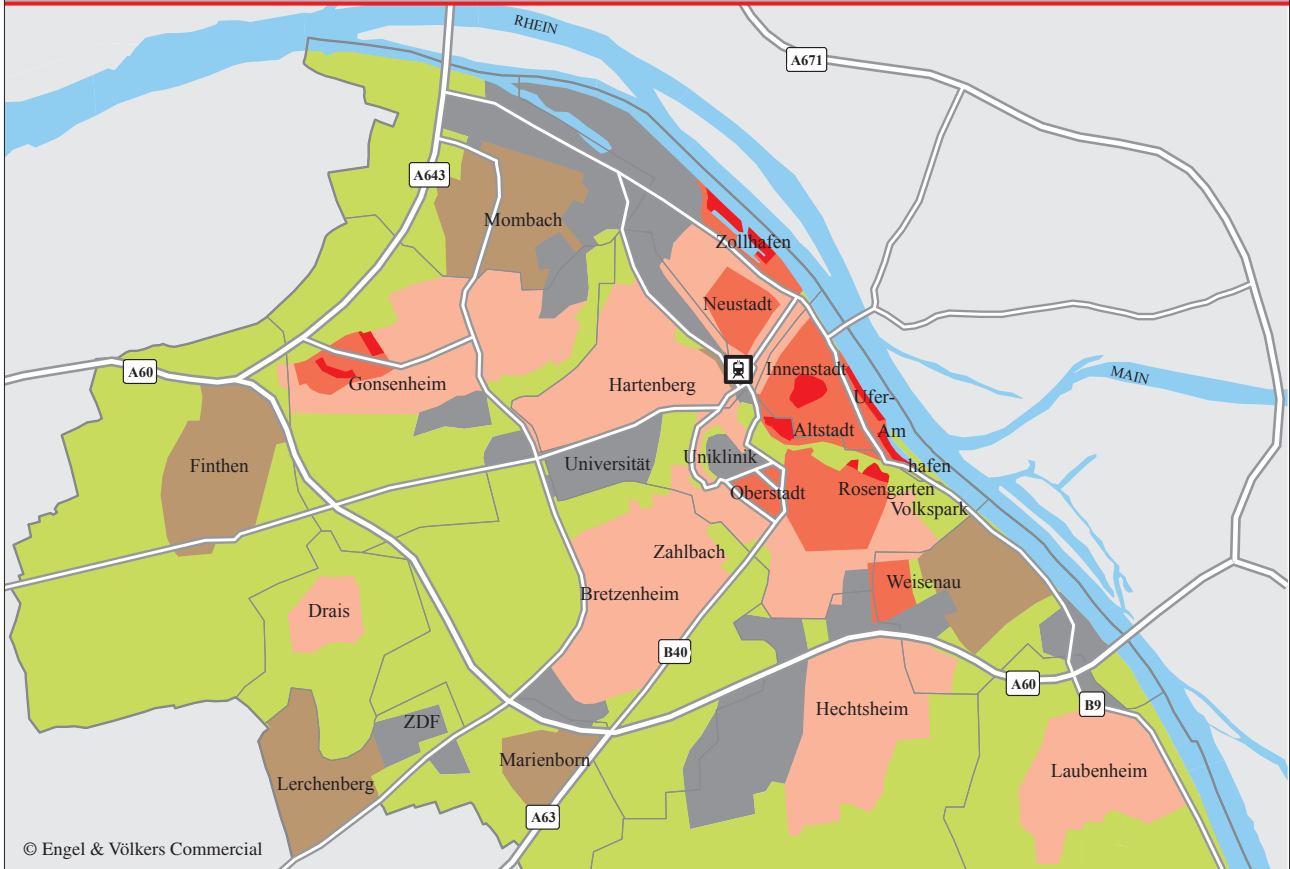 RHEIN
A671
A643
Mombach
Zollhafen
Neustadt
A60
Gonsenheim
Hartenberg
Innenstadt
MAIN
Ufer-
Altstadt
Am
Finthen
Universität
Uniklinik
hafen
Oberstadt
Rosengarten
Volkspark
Zahlbach
Weisenau
Drais
Bretzenheim
B40
A60
B9
ZDF
Hechtsheim
Marienborn
Laubenheim
Lerchenberg
A63
© Engel & Völkers Commercial